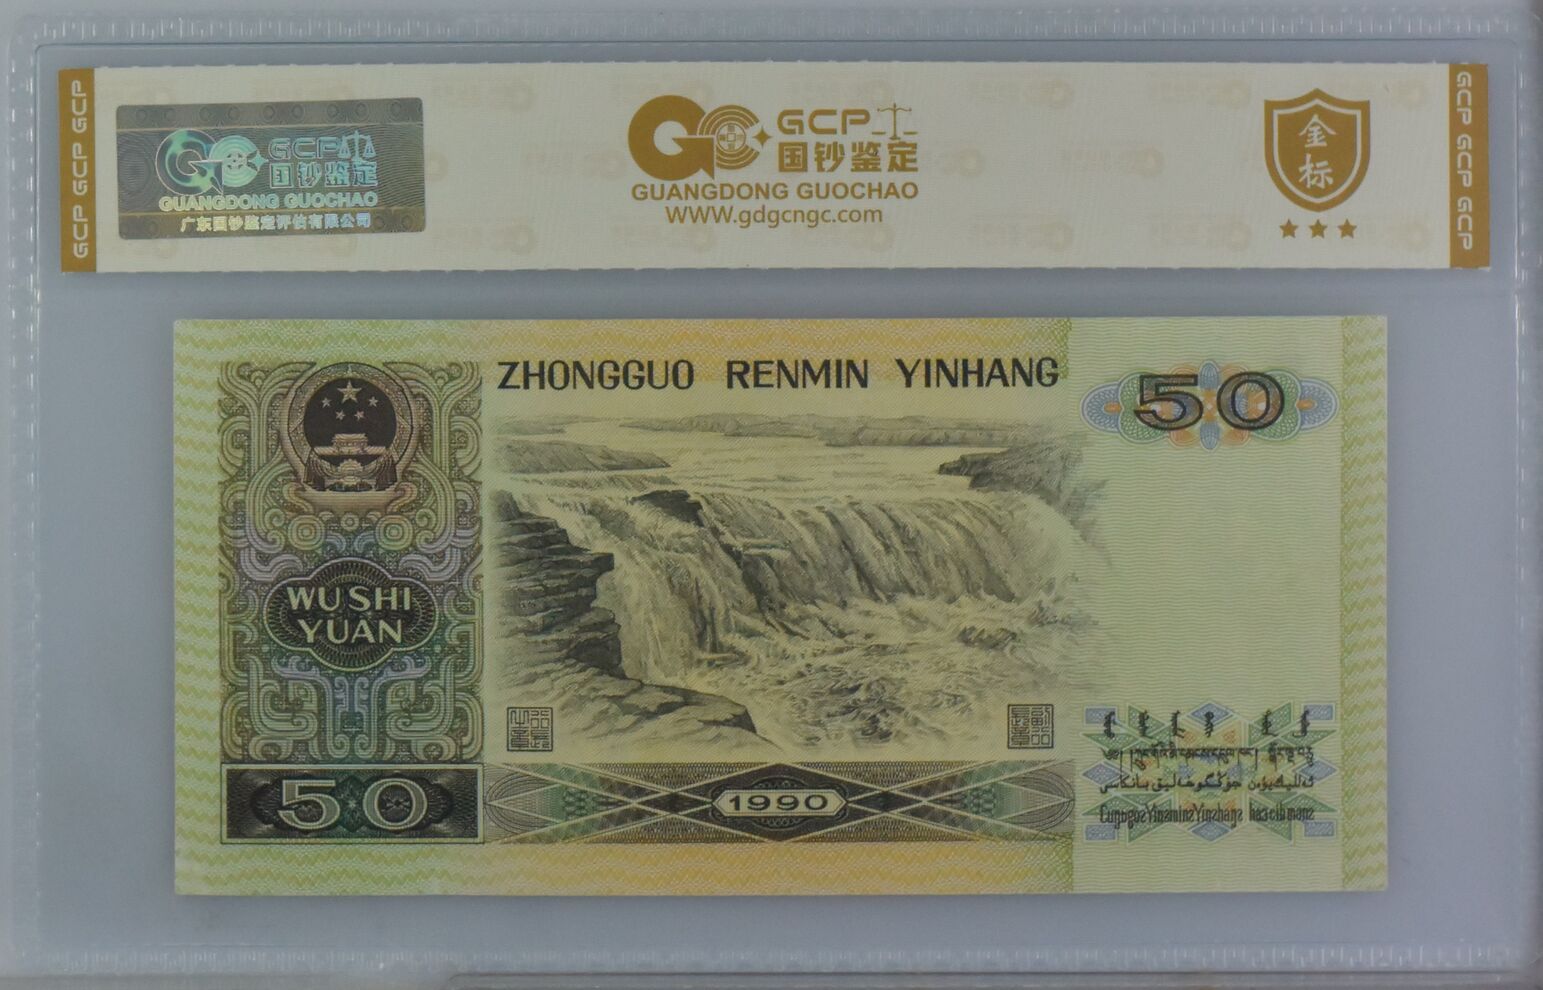 GCP GCP GCP
GCP
国钞鉴定
GUANGDONG GUOCHAO
广东国钞鉴定评估有限公司
GCP
国钞鉴定
GUANGDONG GUOCHAO
WWW.gdgcngc.com
金标
GCP GCP GCP
ZHONGGUO RENMIN YINHANG
50
WU SHI
YUAN
50
1990